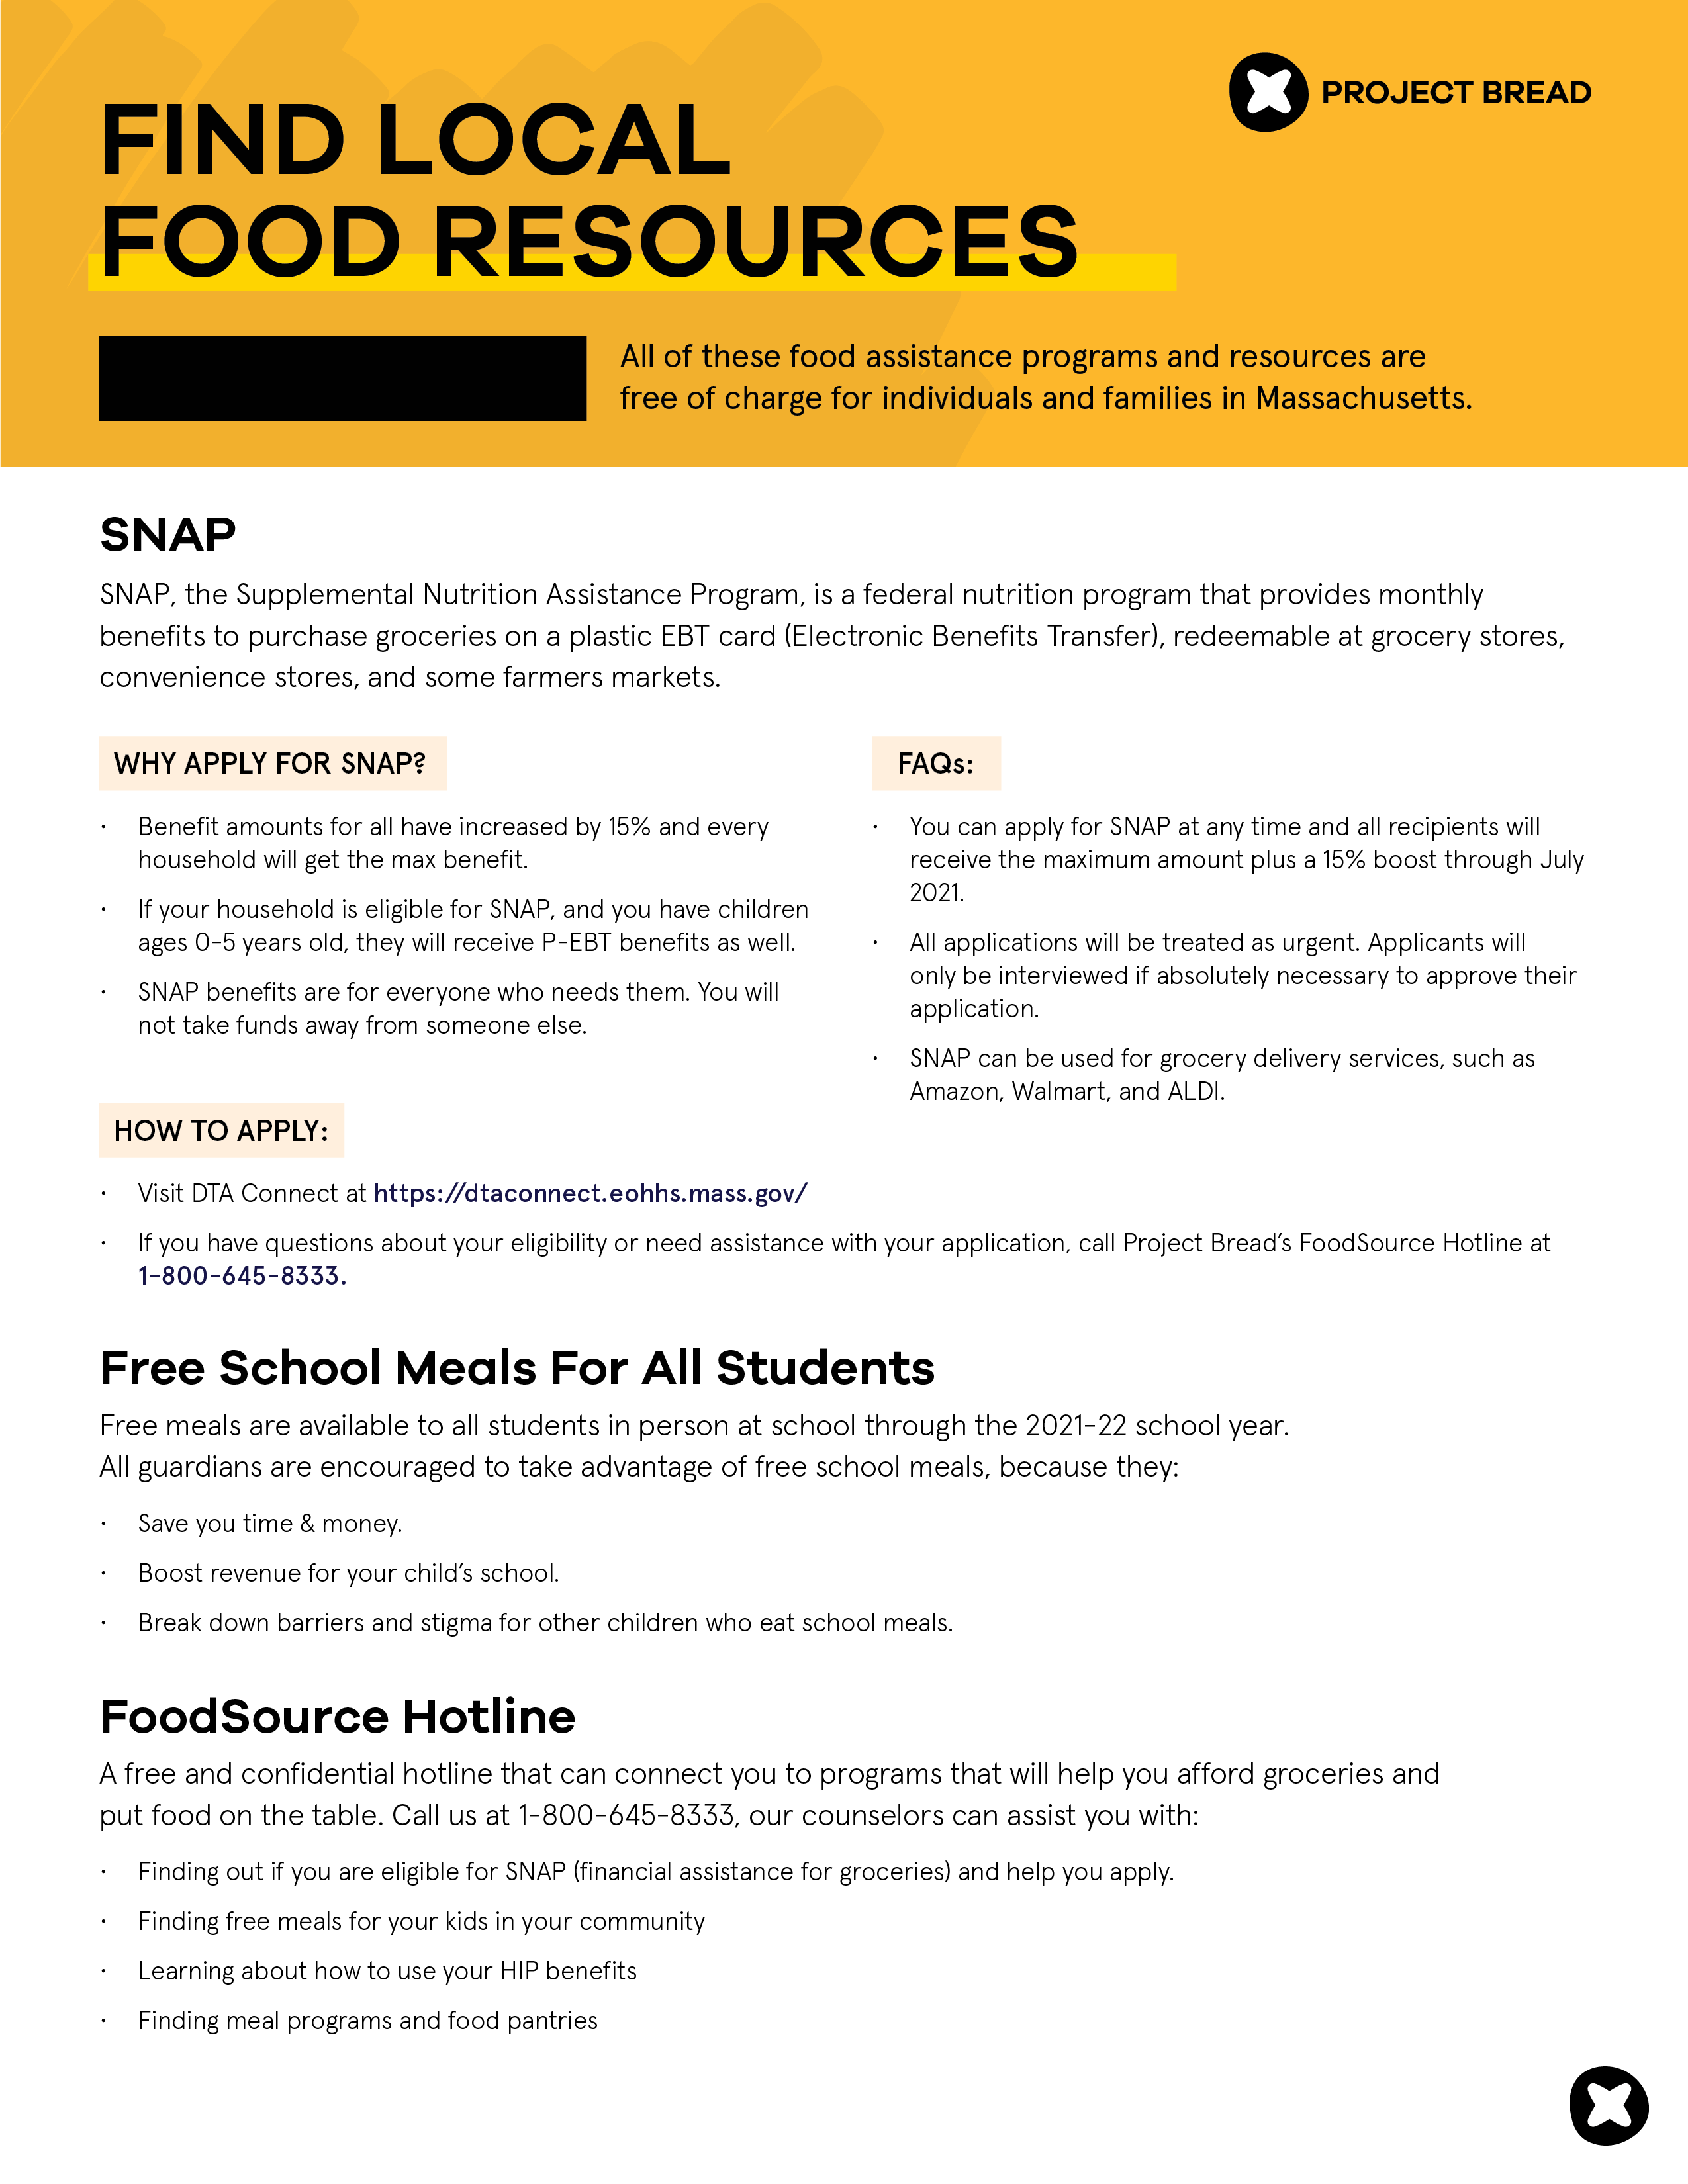 PROJECT BREAD
FIND LOCAL
FOOD RESOURCES
All of these food assistance programs and resources are
free of charge for individuals and families in Massachusetts.
SNAP
SNAP, the Supplemental Nutrition Assistance Program, is a federal nutrition program that provides monthly
benefits to purchase groceries on a plastic EBT card (Electronic Benefits Transfer), redeemable at grocery stores,
convenience stores, and some farmers markets.
WHY APPLY FOR SNAP?
· Benefit amounts for all have increased by 15% and every
household will get the max benefit.
· If your household is eligible for SNAP, and you have children
ages 0-5 years old, they will receive P-EBT benefits as well.
· SNAP benefits are for everyone who needs them. You will
not take funds away from someone else.
FAQs:
· You can apply for SNAP at any time and all recipients will
receive the maximum amount plus a 15% boost through July
2021.
· All applications will be treated as urgent. Applicants will
only be interviewed if absolutely necessary to approve their
application.
· SNAP can be used for grocery delivery services, such as
Amazon, Walmart, and ALDI.
HOW TO APPLY:
· Visit DTA Connect at https://dtaconnect.eohhs.mass.gov/
· If you have questions about your eligibility or need assistance with your application, call Project Bread’s FoodSource Hotline at
1-800-645-8333.
Free School Meals For All Students
Free meals are available to all students in person at school through the 2021-22 school year.
All guardians are encouraged to take advantage of free school meals, because they:
· Save you time & money.
· Boost revenue for your child’s school.
· Break down barriers and stigma for other children who eat school meals.
FoodSource Hotline
A free and confidential hotline that can connect you to programs that will help you afford groceries and
put food on the table. Call us at 1-800-645-8333, our counselors can assist you with:
· Finding out if you are eligible for SNAP (financial assistance for groceries) and help you apply.
· Finding free meals for your kids in your community
· Learning about how to use your HIP benefits
· Finding meal programs and food pantries